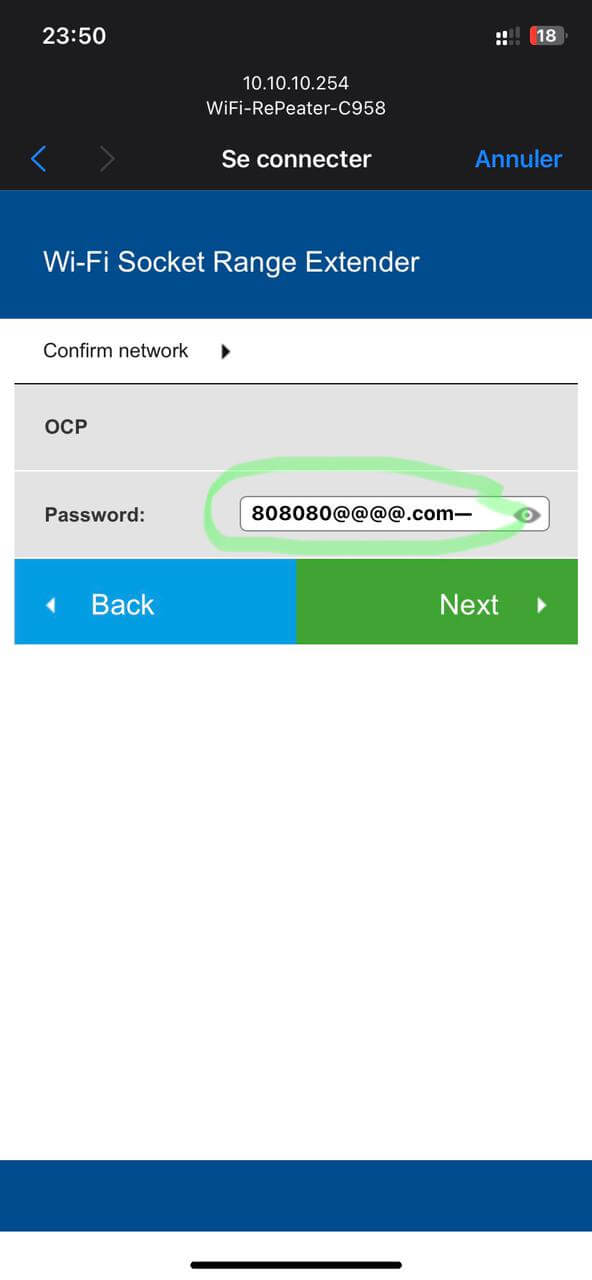 23:50
18
10.10.10.254
WiFi-RePeater-C958
Se connecter
Annuler
Wi-Fi Socket Range Extender
Confirm network
OCP
Password:
808080@@@@.com—
Back
Next